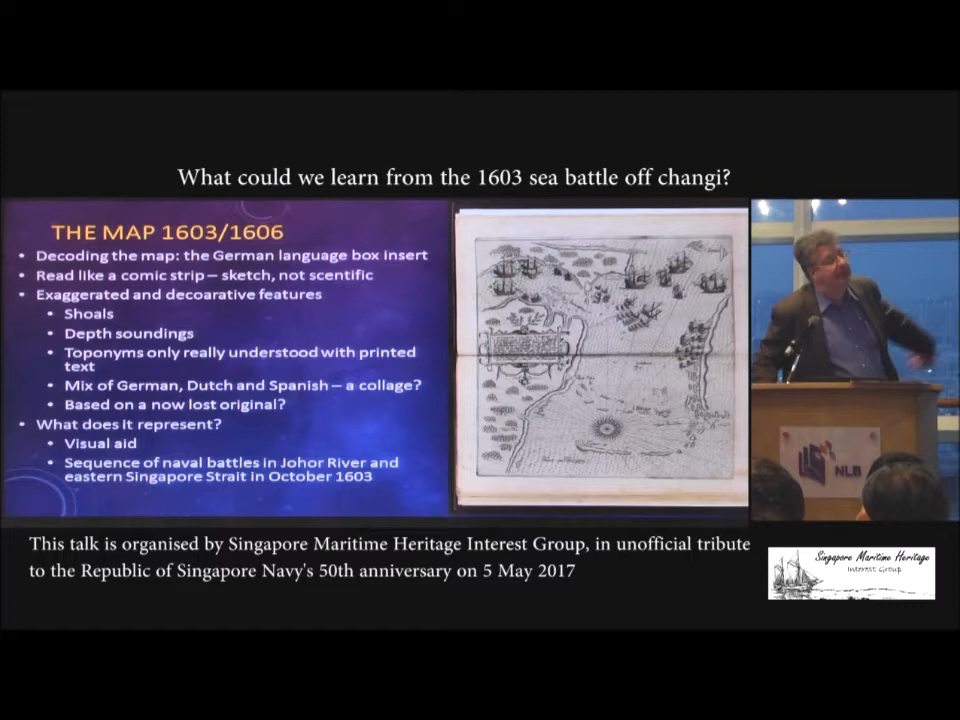 What could we learn from the 1603 sea battle off changi?
THE MAP 1603/1606
• Decoding the map: the German language box insert
• Read like a comic strip – sketch, not scentific
• Exaggerated and decoarative features
• Shoals
• Depth soundings
• Toponyms only really understood with printed
text
• Mix of German, Dutch and Spanish – a collage?
• Based on a now lost original?
• What does it represent?
• Visual aid
• Sequence of naval battles in Johor River and
eastern Singapore Strait in October 1603
NLB
This talk is organised by Singapore Maritime Heritage Interest Group, in unofficial tribute
to the Republic of Singapore Navy's 50th anniversary on 5 May 2017
Singapore Maritime Heritage
Interest Group